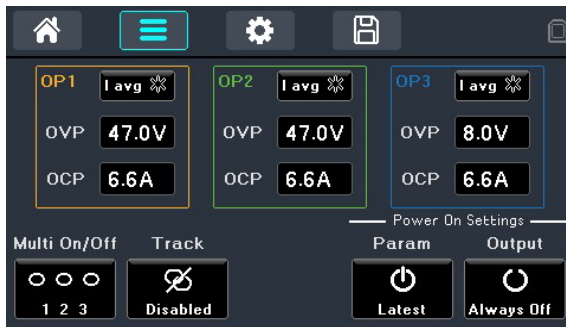 OP1 I avg OP2 I avg OP3 I avg
OVP 47.0V OVP 47.0V OVP 8.0V
OCP 6.6A OCP 6.6A OCP 6.6A
Power On Settings
Multi On/Off Track Param Output
1 2 3 Disabled Latest Always Off